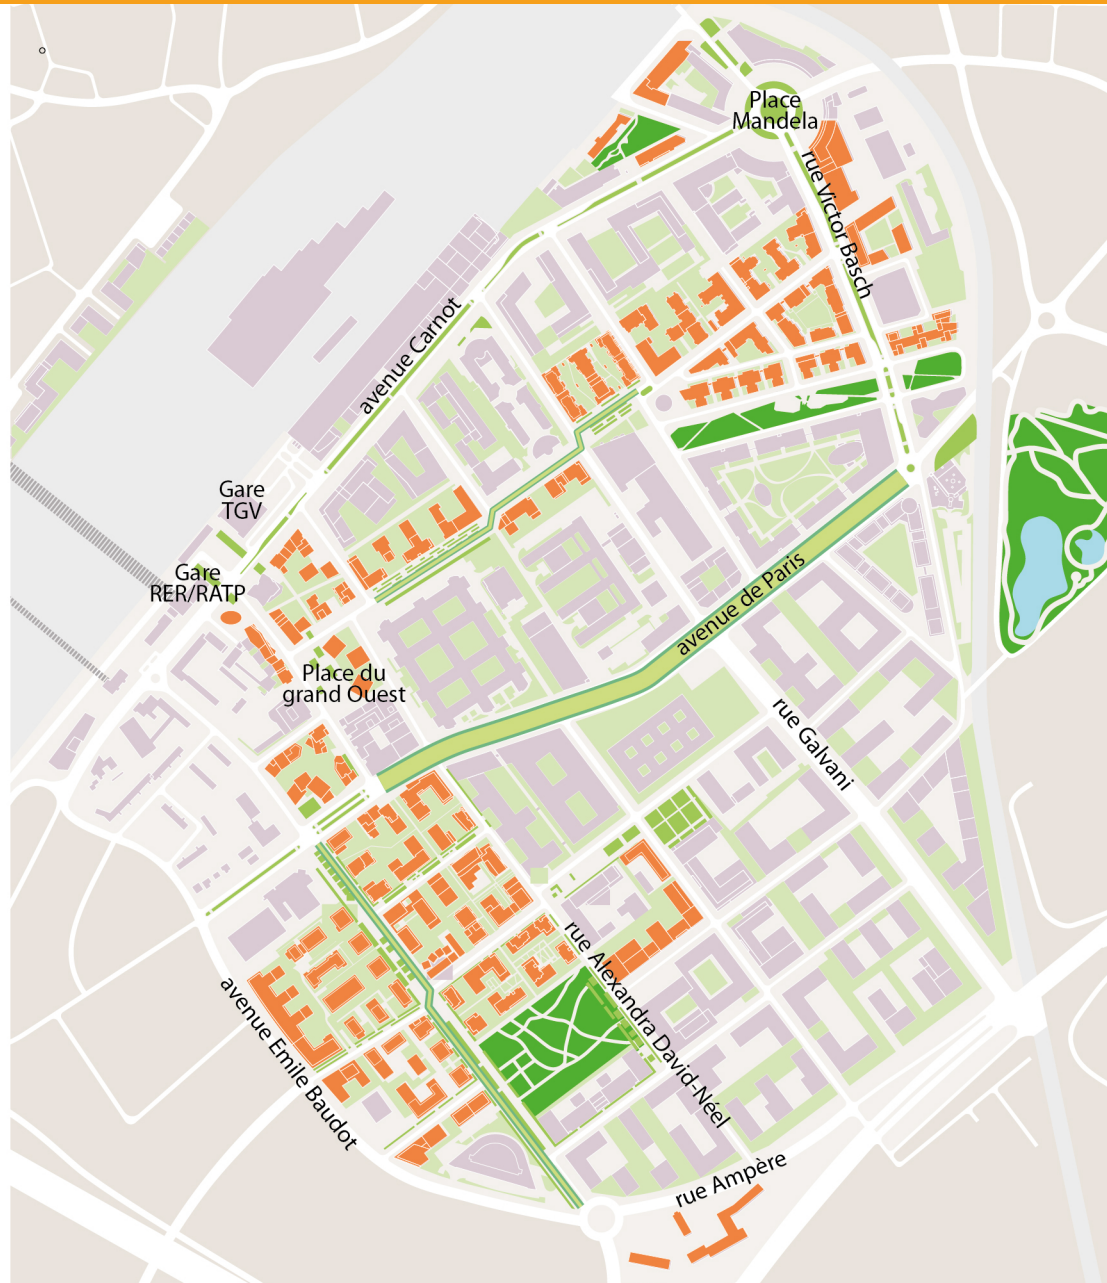 Place
Mandela
rue Victor Basch
avenue Carnot
Gare
TGV
Gare
RER/RATP
avenue de Paris
Place du
grand Ouest
rue Galvani
rue Alexandra David-Néel
avenue Emile Baudot
rue Ampère